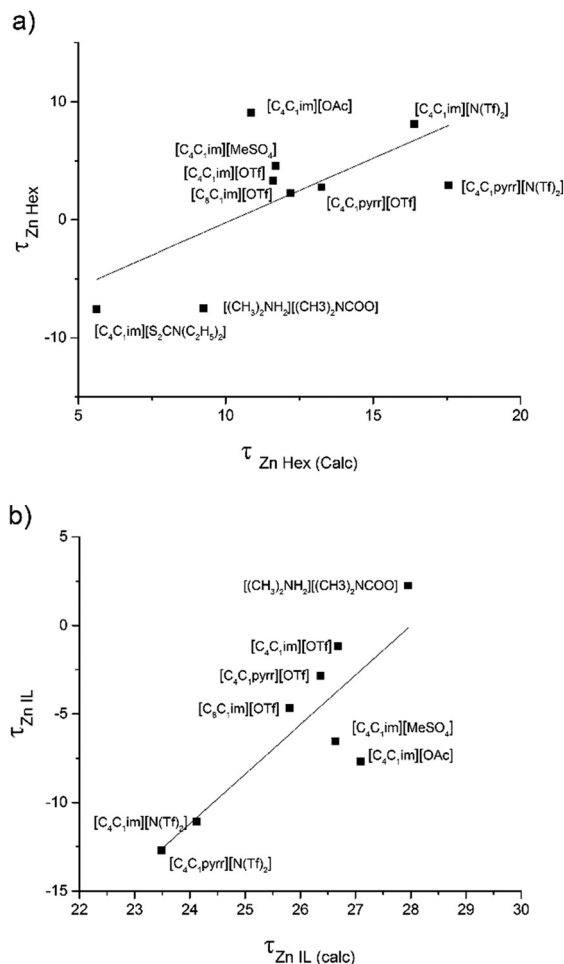 a)
10
0
-10
5
10
15
20
τ Zn Hex
τ Zn Hex (Calc)
[C₄C₁im][OAc]
[C₄C₁im][N(Tf)₂]
[C₄C₁im][MeSO₄]
[C₄C₁im][OTf]
[C₈C₁im][OTf]
[C₄C₁pyrr][OTf]
[C₄C₁pyrr][N(Tf)₂]
[(CH₃)₂NH₂][(CH3)₂NCOO]
[C₄C₁im][S₂CN(C₂H₅)₂]
b)
5
0
-5
-10
-15
22
23
24
25
26
27
28
29
30
τ Zn IL
τ Zn IL (calc)
[(CH₃)₂NH₂][(CH3)₂NCOO]
[C₄C₁im][OTf]
[C₄C₁pyrr][OTf]
[C₈C₁im][OTf]
[C₄C₁im][MeSO₄]
[C₄C₁im][OAc]
[C₄C₁im][N(Tf)₂]
[C₄C₁pyrr][N(Tf)₂]